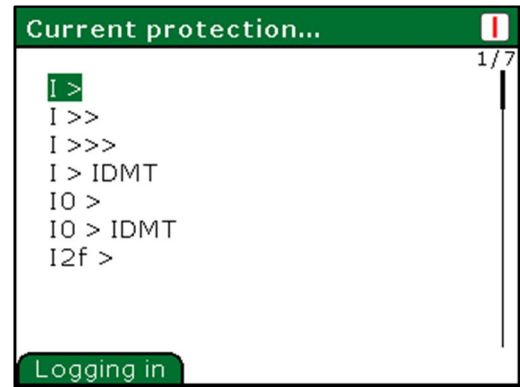 Current protection... I
1/7
I >
I >>
I >>>
I > IDMT
I0 >
I0 > IDMT
I2f >
Logging in